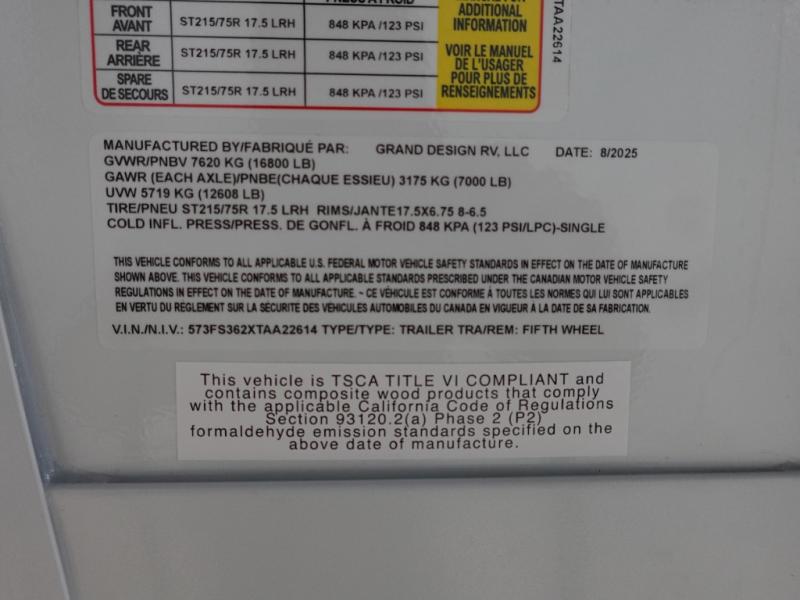 ADDITIONAL
INFORMATION
FRONT
AVANT
ST215/75R 17.5 LRH 848 KPA /123 PSI
REAR
ARRIÈRE
ST215/75R 17.5 LRH 848 KPA /123 PSI
SPARE
DE SECOURS
ST215/75R 17.5 LRH 848 KPA /123 PSI
VOIR LE MANUEL
DE L'USAGER
POUR PLUS DE
RENSEIGNEMENTS
TAA22614
MANUFACTURED BY/FABRIQUÉ PAR: GRAND DESIGN RV, LLC DATE: 8/2025
GVWR/PNBV 7620 KG (16800 LB)
GAWR (EACH AXLE)/PNBE(CHAQUE ESSIEU) 3175 KG (7000 LB)
UVW 5719 KG (12608 LB)
TIRE/PNEU ST215/75R 17.5 LRH RIMS/JANTE17.5X6.75 8-6.5
COLD INFL. PRESS/PRESS. DE GONFL. À FROID 848 KPA (123 PSI/LPC)-SINGLE
THIS VEHICLE CONFORMS TO ALL APPLICABLE U.S. FEDERAL MOTOR VEHICLE SAFETY STANDARDS IN EFFECT ON THE DATE OF MANUFACTURE
SHOWN ABOVE. THIS VEHICLE CONFORMS TO ALL APPLICABLE STANDARDS PRESCRIBED UNDER THE CANADIAN MOTOR VEHICLE SAFETY
REGULATIONS IN EFFECT ON THE DATE OF MANUFACTURE. ~ CE VÉHICULE EST CONFORME À TOUTES LES NORMES QUI LUI SONT APPLICABLES
EN VERTU DU REGLEMENT SUR LA SÉCURITÉ DES VEHICULES AUTOMOBILES DU CANADA EN VIGUEUR À LA DATE DE SA FABRICATION.
V.I.N./N.I.V.: 573FS362XTAA22614 TYPE/TYPE: TRAILER TRA/REM: FIFTH WHEEL
This vehicle is TSCA TITLE VI COMPLIANT and
contains composite wood products that comply
with the applicable California Code of Regulations
Section 93120.2(a) Phase 2 (P2)
formaldehyde emission standards specified on the
above date of manufacture.